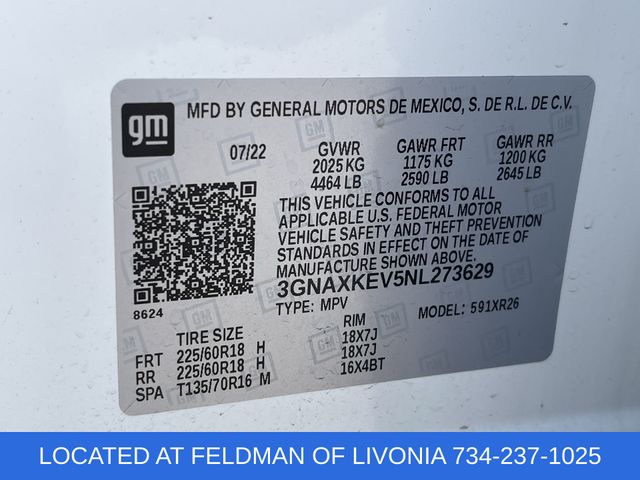 gm
MFD BY GENERAL MOTORS DE MEXICO, S. DE R.L. DE C.V.
07/22 GVWR GAWR FRT GAWR RR
2025 KG 1175 KG 1200 KG
4464 LB 2590 LB 2645 LB
THIS VEHICLE CONFORMS TO ALL
APPLICABLE U.S. FEDERAL MOTOR
VEHICLE SAFETY AND THEFT PREVENTION
STANDARDS IN EFFECT ON THE DATE OF
MANUFACTURE SHOWN ABOVE.
3GNAXKEV5NL273629
TYPE: MPV MODEL: 591XR26
8624
TIRE SIZE RIM
FRT 225/60R18 H 18X7J
RR 225/60R18 H 18X7J
SPA T135/70R16 M 16X4BT
LOCATED AT FELDMAN OF LIVONIA 734-237-1025